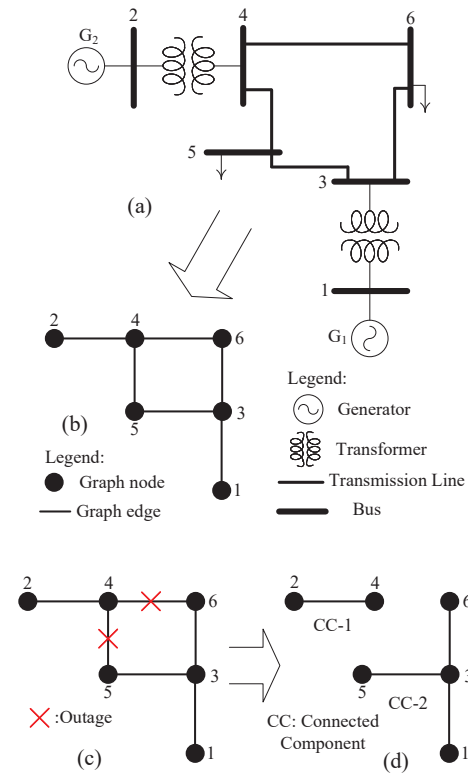 2
4
6
G2
5
3
(a)
1
G1
2
4
6
5
3
1
(b)
Legend:
Graph node
Graph edge
Legend:
Generator
Transformer
Transmission Line
Bus
2
4
6
5
3
1
:Outage
(c)
2
4
6
CC-1
5
3
CC-2
CC: Connected
Component
1
(d)